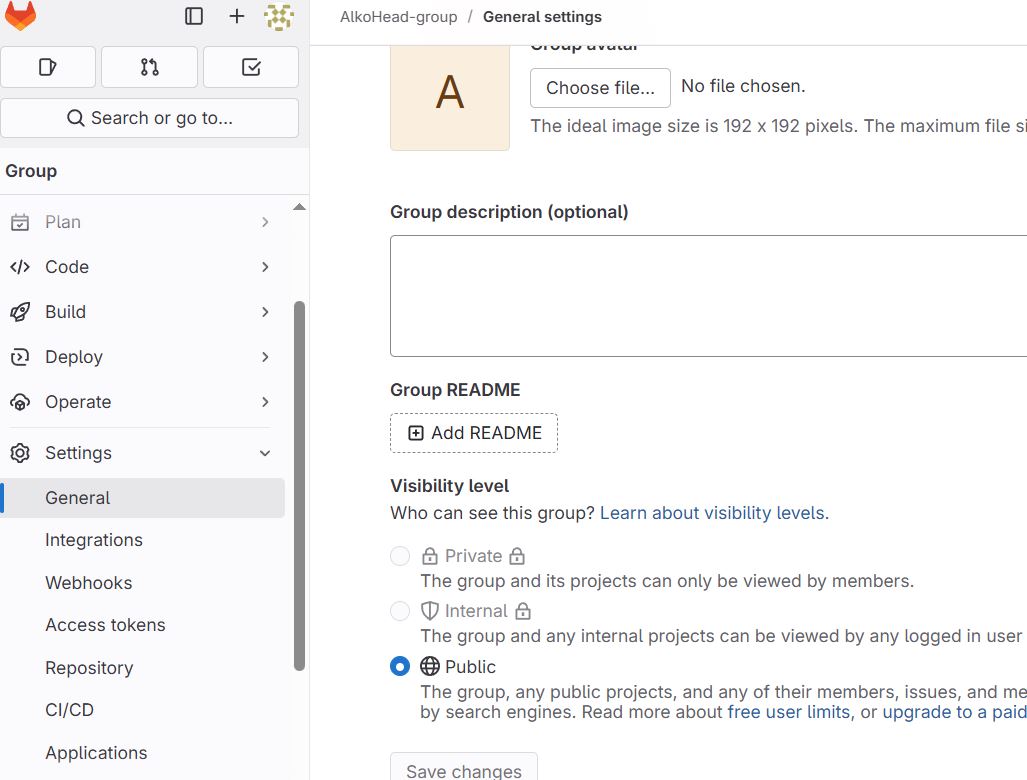 AlkoHead-group / General settings
Group avatar
A
Choose file... No file chosen.
The ideal image size is 192 x 192 pixels. The maximum file
Search or go to...
Group
Plan
Code
Build
Deploy
Operate
Settings
General
Integrations
Webhooks
Access tokens
Repository
CI/CD
Applications
Group description (optional)
Group README
Add README
Visibility level
Who can see this group? Learn about visibility levels.
Private
The group and its projects can only be viewed by members.
Internal
The group and any internal projects can be viewed by any logged in user
Public
The group, any public projects, and any of their members, issues, and me
by search engines. Read more about free user limits, or upgrade to a paid
Save changes